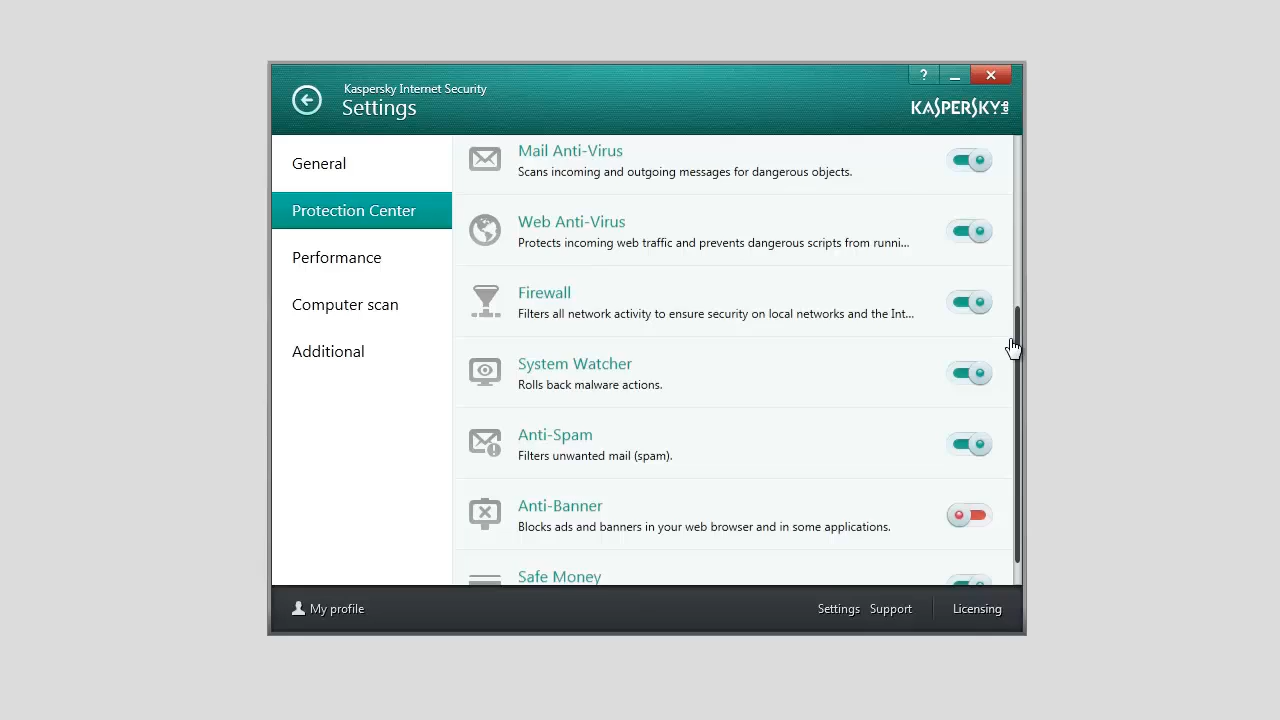 ?
Kaspersky Internet Security
Settings
KASPERSKY lab
General
Protection Center
Performance
Computer scan
Additional
Mail Anti-Virus
Scans incoming and outgoing messages for dangerous objects.
Web Anti-Virus
Protects incoming web traffic and prevents dangerous scripts from runni...
Firewall
Filters all network activity to ensure security on local networks and the Int...
System Watcher
Rolls back malware actions.
Anti-Spam
Filters unwanted mail (spam).
Anti-Banner
Blocks ads and banners in your web browser and in some applications.
Safe Money
My profile
Settings
Support
Licensing